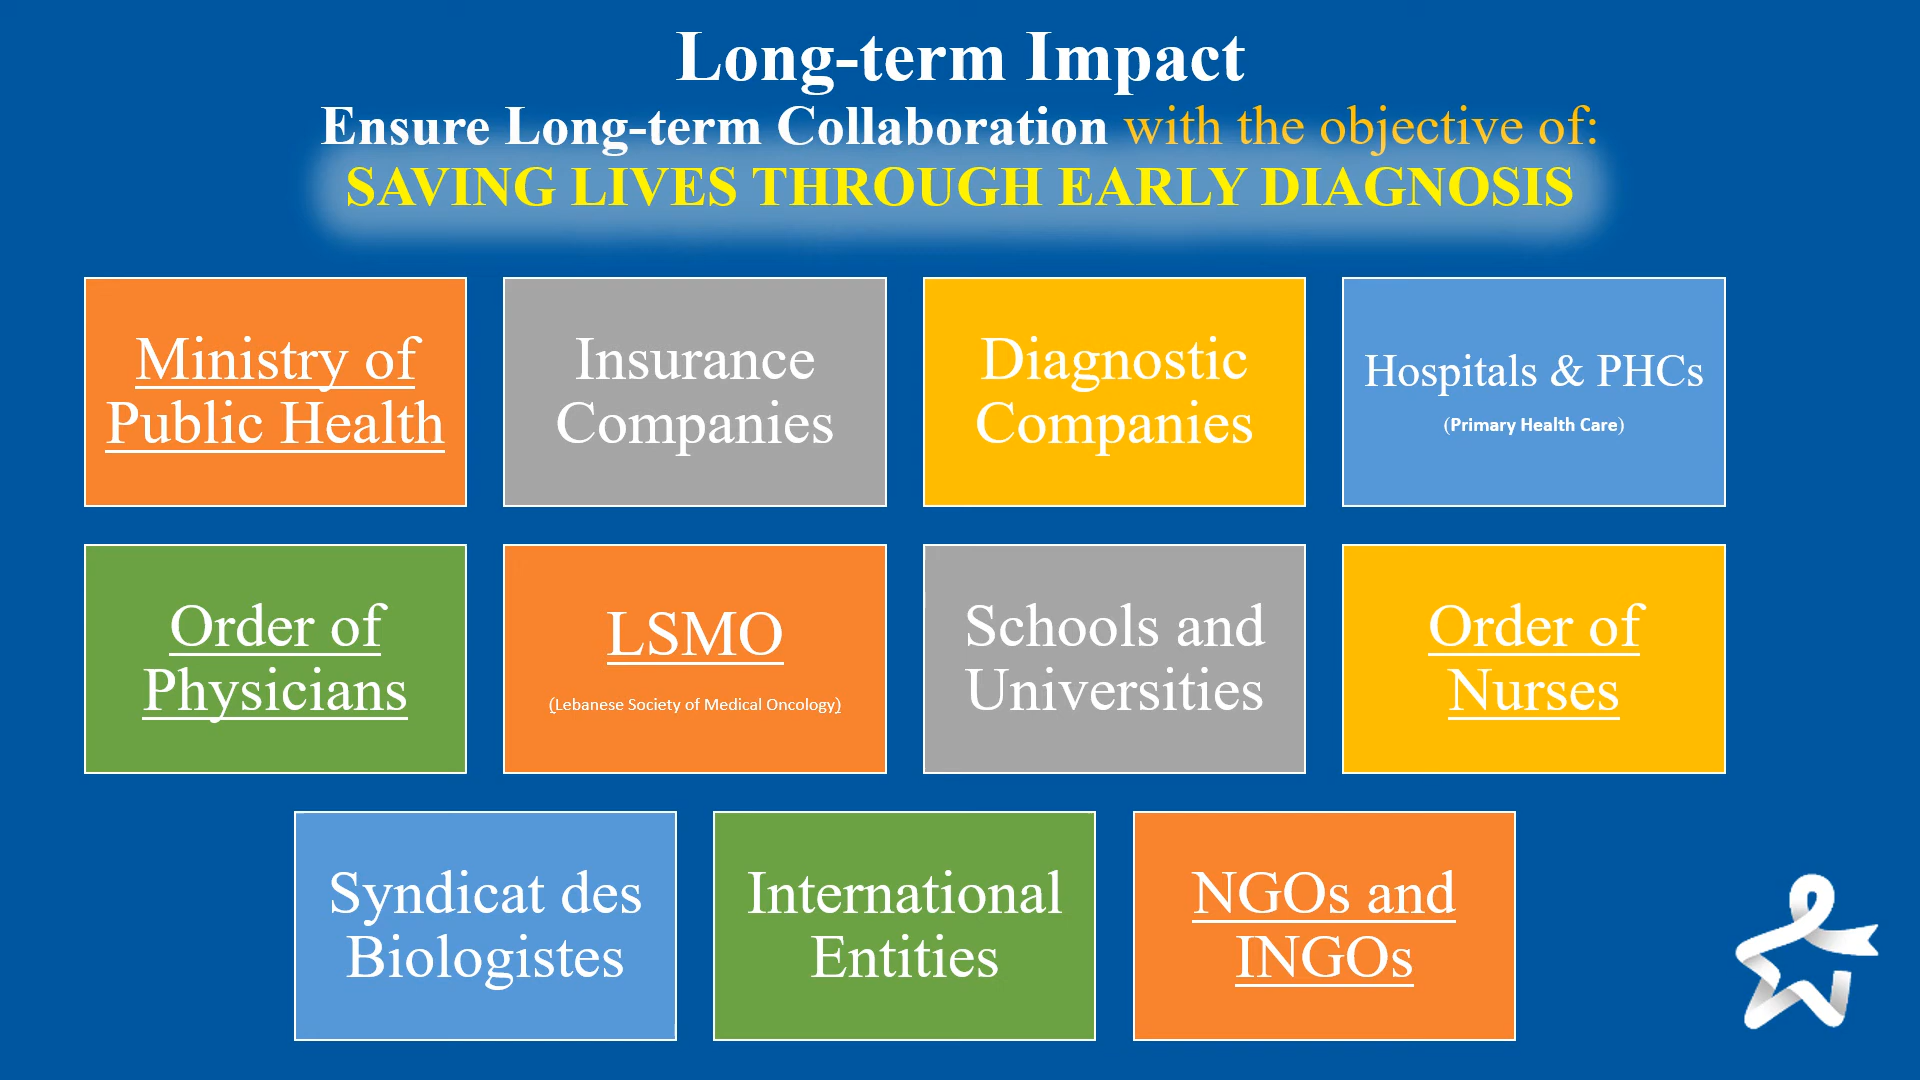 Long-term Impact
Ensure Long-term Collaboration with the objective of:
SAVING LIVES THROUGH EARLY DIAGNOSIS
Ministry of
Public Health
Insurance
Companies
Diagnostic
Companies
Hospitals & PHCs
(Primary Health Care)
Order of
Physicians
LSMO
(Lebanese Society of Medical Oncology)
Schools and
Universities
Order of
Nurses
Syndicat des
Biologistes
International
Entities
NGOs and
INGOs